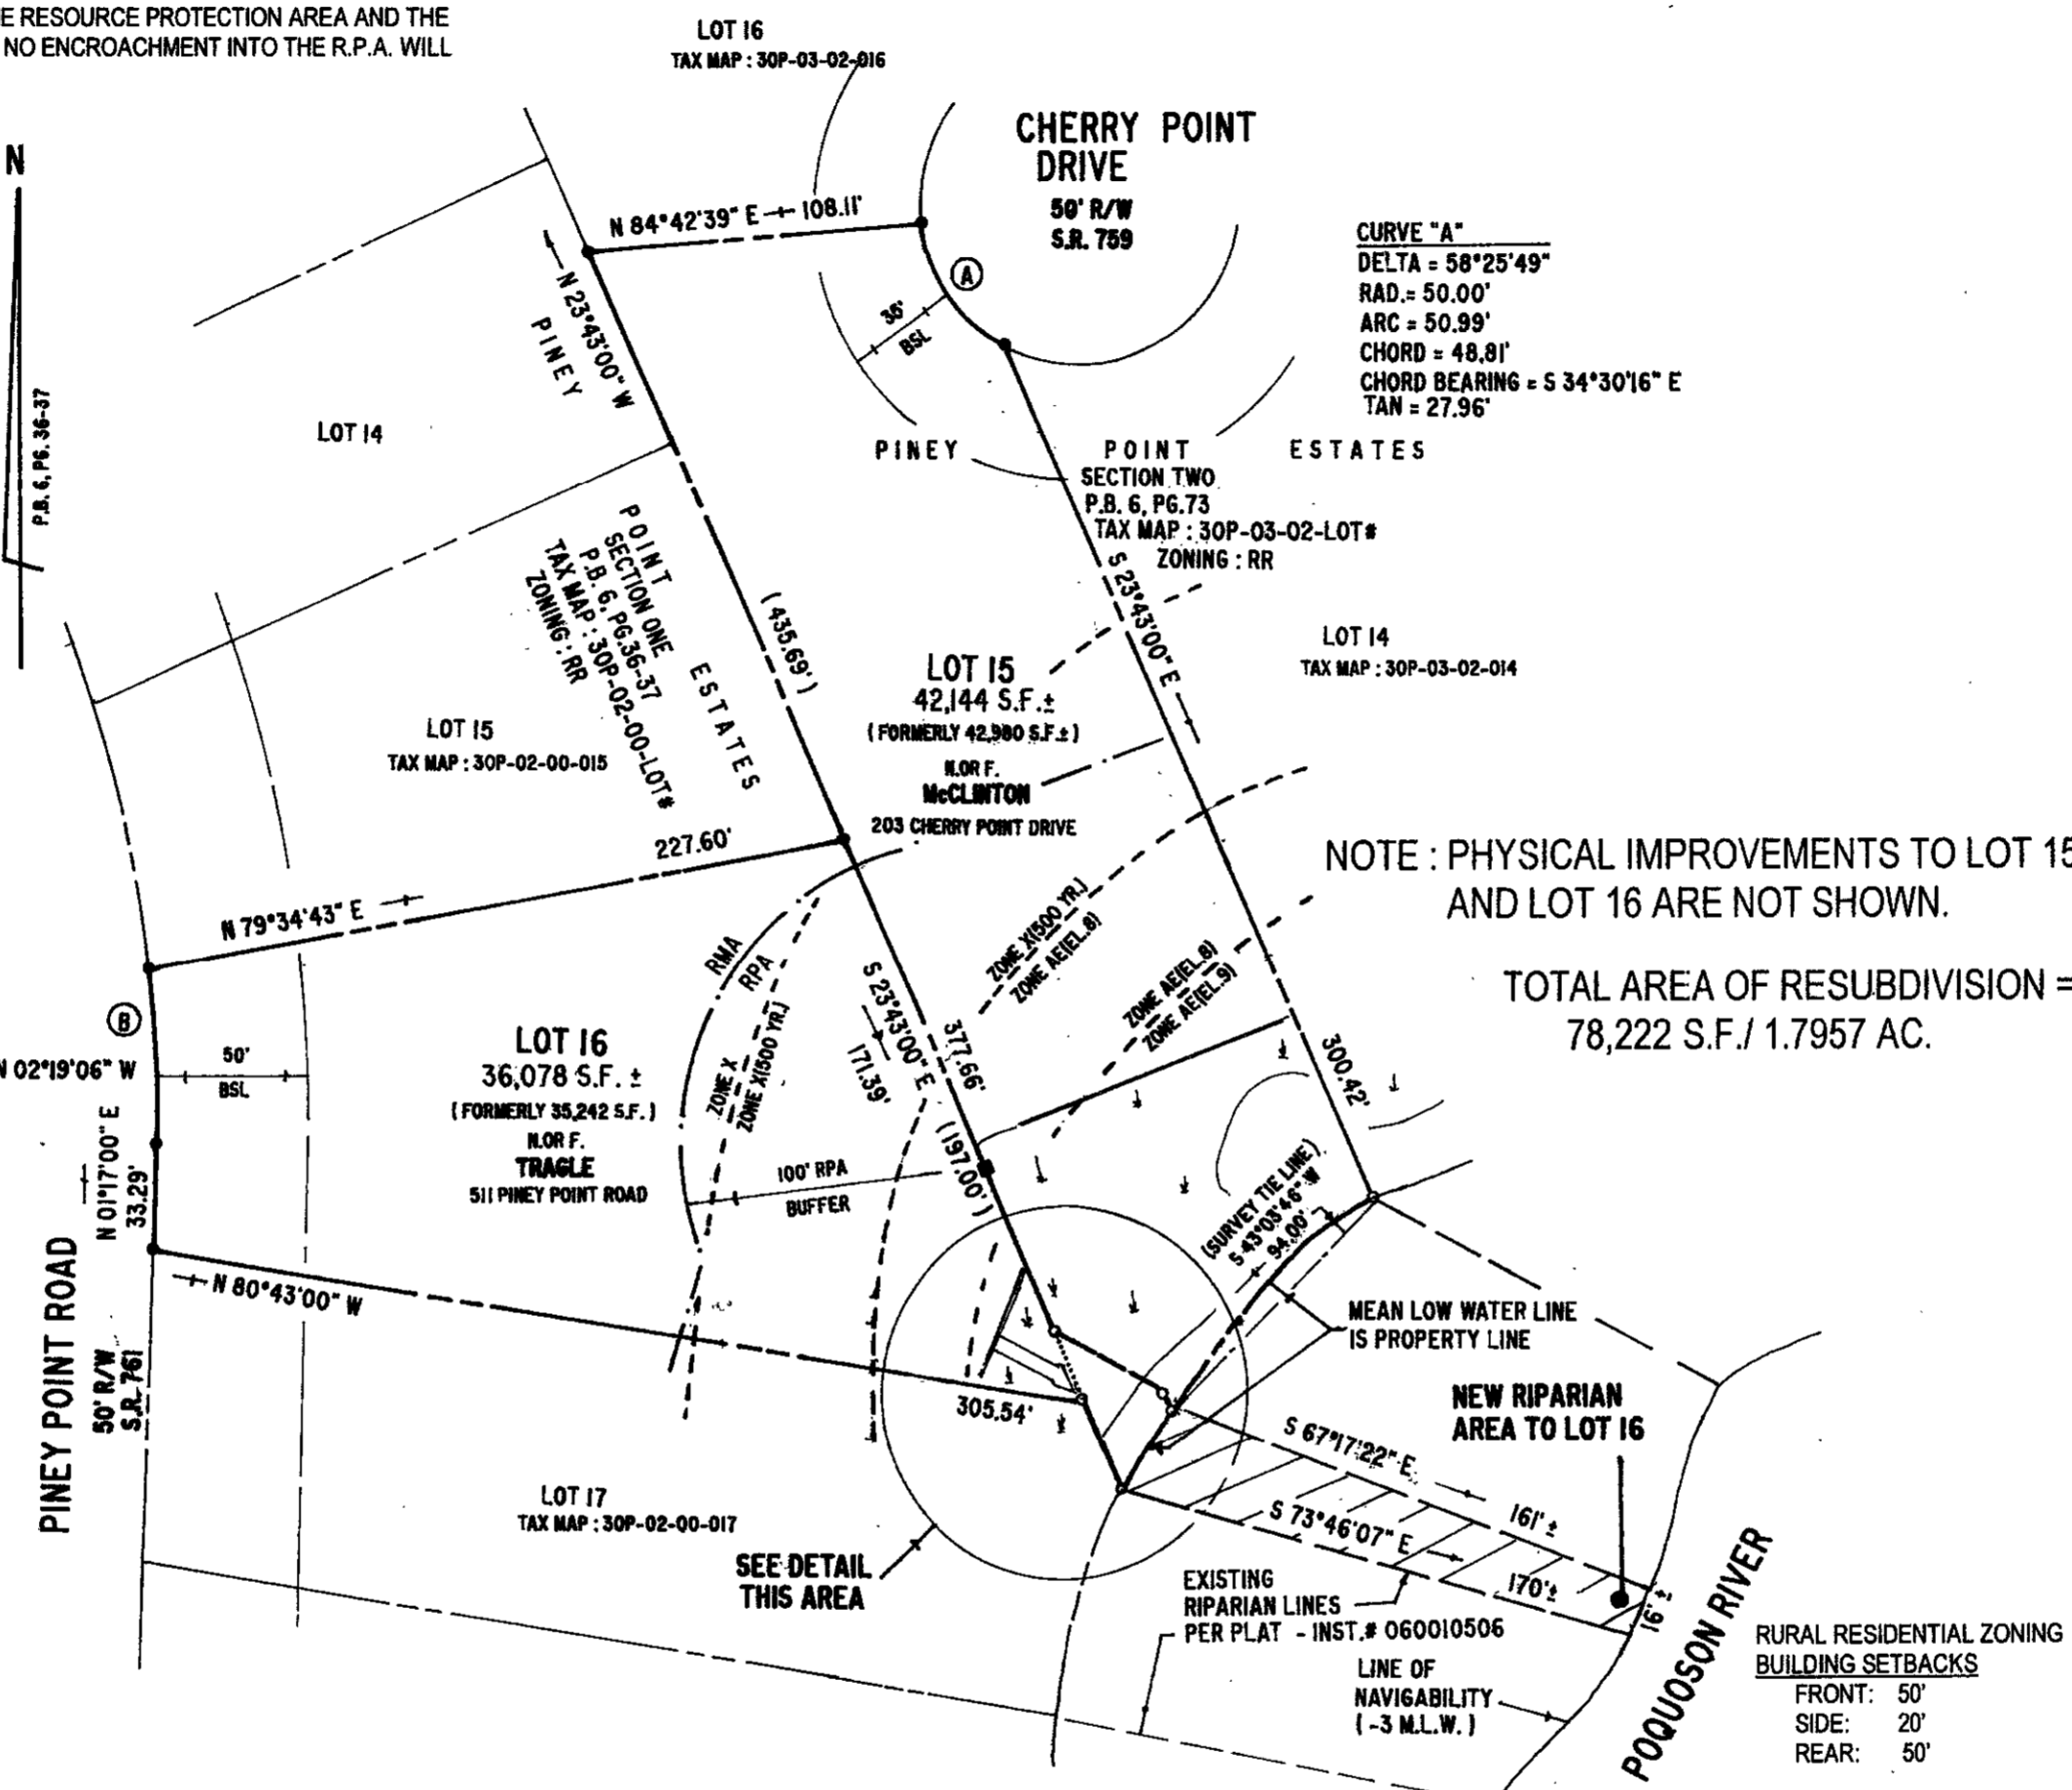 E RESOURCE PROTECTION AREA AND THE
NO ENCROACHMENT INTO THE R.P.A. WILL
LOT 16
TAX MAP : 30P-03-02-016
CHERRY POINT
DRIVE
50' R/W
S.R. 759
N
P.B. 6, PG. 36-37
N 84°42'39" E 108.11'
A
36'
BSL
CURVE "A"
DELTA = 58°25'49"
RAD.= 50.00'
ARC = 50.99'
CHORD = 48.81'
CHORD BEARING = S 34°30'16" E
TAN = 27.96'
N 23°43'00" W
PINEY
LOT 14
PINEY POINT ESTATES
SECTION TWO
P.B. 6, PG.73
TAX MAP : 30P-03-02-LOT#
ZONING : RR
POINT ESTATES
SECTION ONE
P.B. 6, PG.36-37
TAX MAP : 30P-02-00-LOT#
ZONING : RR
(435.69')
S 23°43'00" E
LOT 14
TAX MAP : 30P-03-02-014
LOT 15
42,144 S.F.±
(FORMERLY 42,980 S.F.±)
N.OR F.
McCLINTON
203 CHERRY POINT DRIVE
LOT 15
TAX MAP : 30P-02-00-015
227.60'
N 79°34'43" E
NOTE : PHYSICAL IMPROVEMENTS TO LOT 15
AND LOT 16 ARE NOT SHOWN.
TOTAL AREA OF RESUBDIVISION =
78,222 S.F./ 1.7957 AC.
RMA
RPA
ZONE X
ZONE X(500 YR.)
ZONE X(500 YR.)
ZONE AE(EL.8)
ZONE AE(EL.8)
ZONE AE(EL.9)
S 23°43'00" E
171.39'
377.66'
(197.00')
300.42'
B
N 02°19'06" W
50'
BSL
LOT 16
36,078 S.F. ±
(FORMERLY 35,242 S.F.)
N.OR F.
TRAGLE
511 PINEY POINT ROAD
100' RPA
BUFFER
N 01°17'00" E
33.29'
(SURVEY TIE LINE)
S 43°03'46" W
94.00'
N 80°43'00" W
305.54'
PINEY POINT ROAD
50' R/W
S.R. 761
MEAN LOW WATER LINE
IS PROPERTY LINE
NEW RIPARIAN
AREA TO LOT 16
S 67°17'22" E
161'±
S 73°46'07" E
170'±
16' ±
LOT 17
TAX MAP : 30P-02-00-017
SEE DETAIL
THIS AREA
EXISTING
RIPARIAN LINES
PER PLAT - INST.# 060010506
LINE OF
NAVIGABILITY
(-3 M.L.W.)
POQUOSON RIVER
RURAL RESIDENTIAL ZONING
BUILDING SETBACKS
FRONT: 50'
SIDE: 20'
REAR: 50'